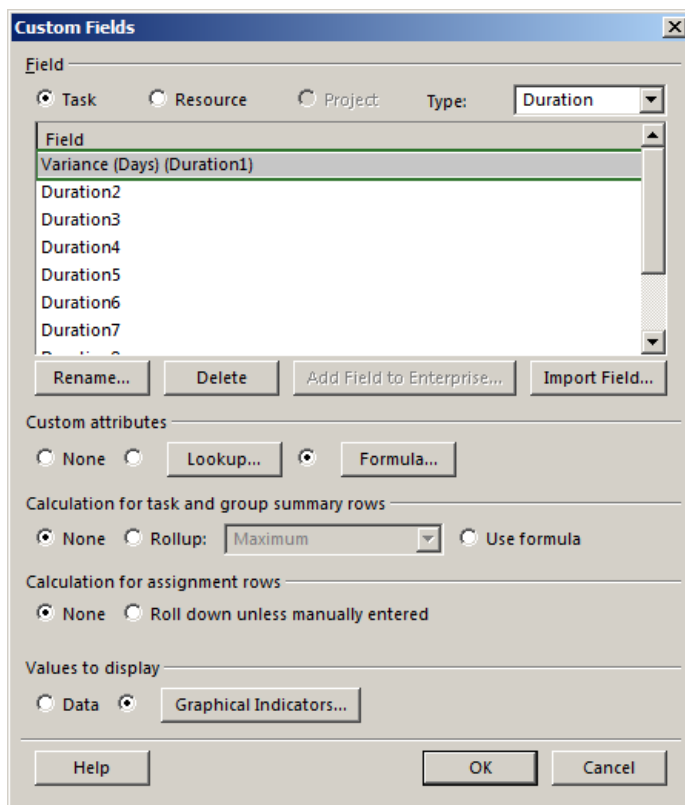 Custom Fields
Field
Task Resource Project Type: Duration
Field
Variance (Days) (Duration1)
Duration2
Duration3
Duration4
Duration5
Duration6
Duration7
Rename... Delete Add Field to Enterprise... Import Field...
Custom attributes
None Lookup... Formula...
Calculation for task and group summary rows
None Rollup: Maximum Use formula
Calculation for assignment rows
None Roll down unless manually entered
Values to display
Data Graphical Indicators...
Help OK Cancel